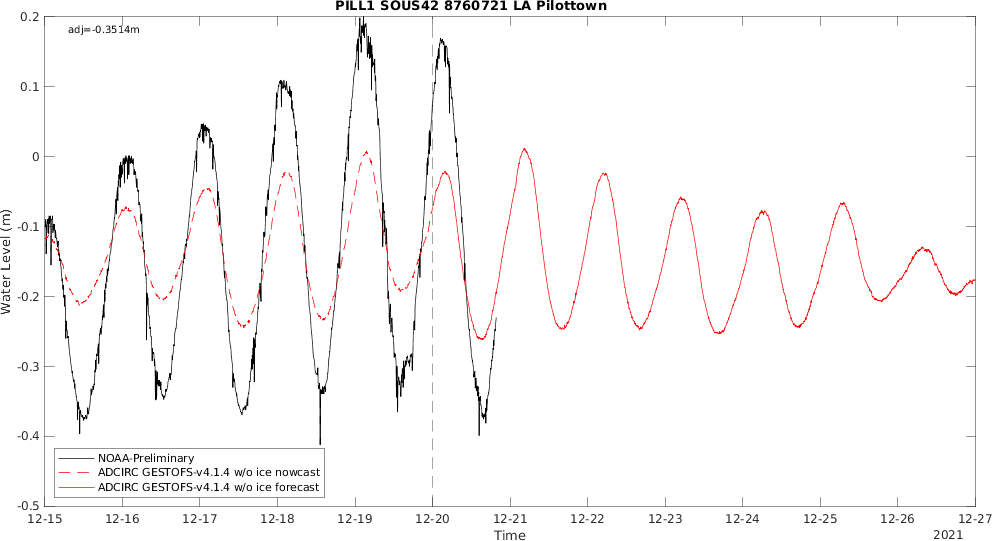 PILL1 SOUS42 8760721 LA Pilottown
adj=-0.3514m
0.2
0.1
0
-0.1
-0.2
-0.3
-0.4
-0.5
Water Level (m)
NOAA-Preliminary
ADCIRC GESTOFS-v4.1.4 w/o ice nowcast
ADCIRC GESTOFS-v4.1.4 w/o ice forecast
12-15 12-16 12-17 12-18 12-19 12-20 12-21 12-22 12-23 12-24 12-25 12-26 12-27
Time
2021